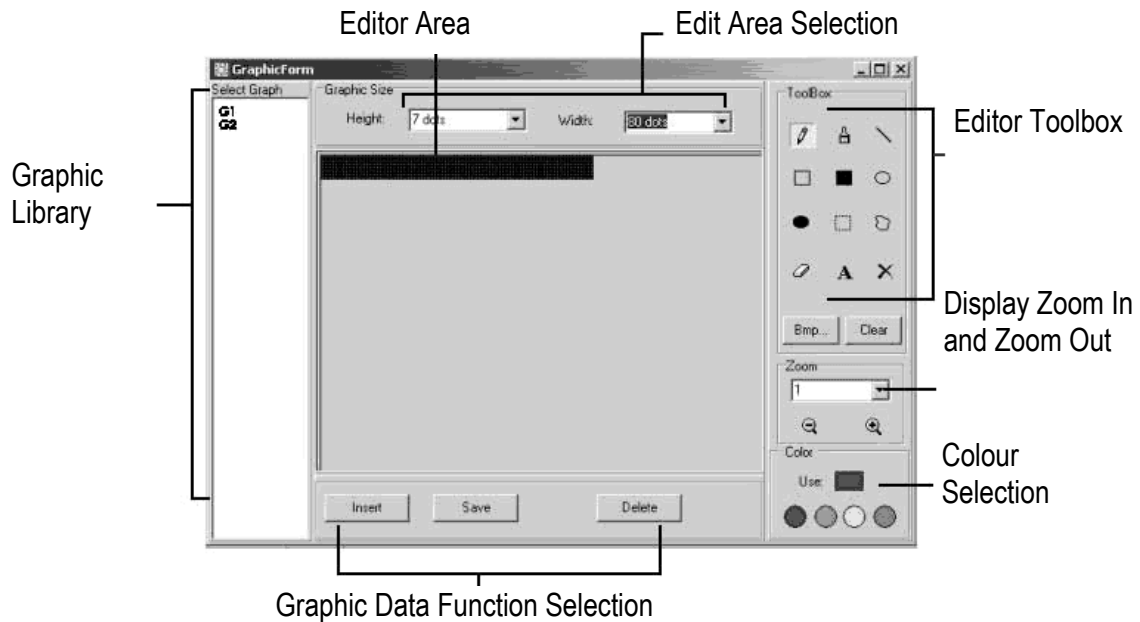 Editor Area
Edit Area Selection
GraphicForm
Select Graph
Graphic Size
ToolBox
G1
G2
Height:
7 dots
Width:
80 dots
Editor Toolbox
Graphic
Library
A
Display Zoom In
and Zoom Out
Bmp...
Clear
Zoom
1
Color
Use:
Colour
Selection
Insert
Save
Delete
Graphic Data Function Selection